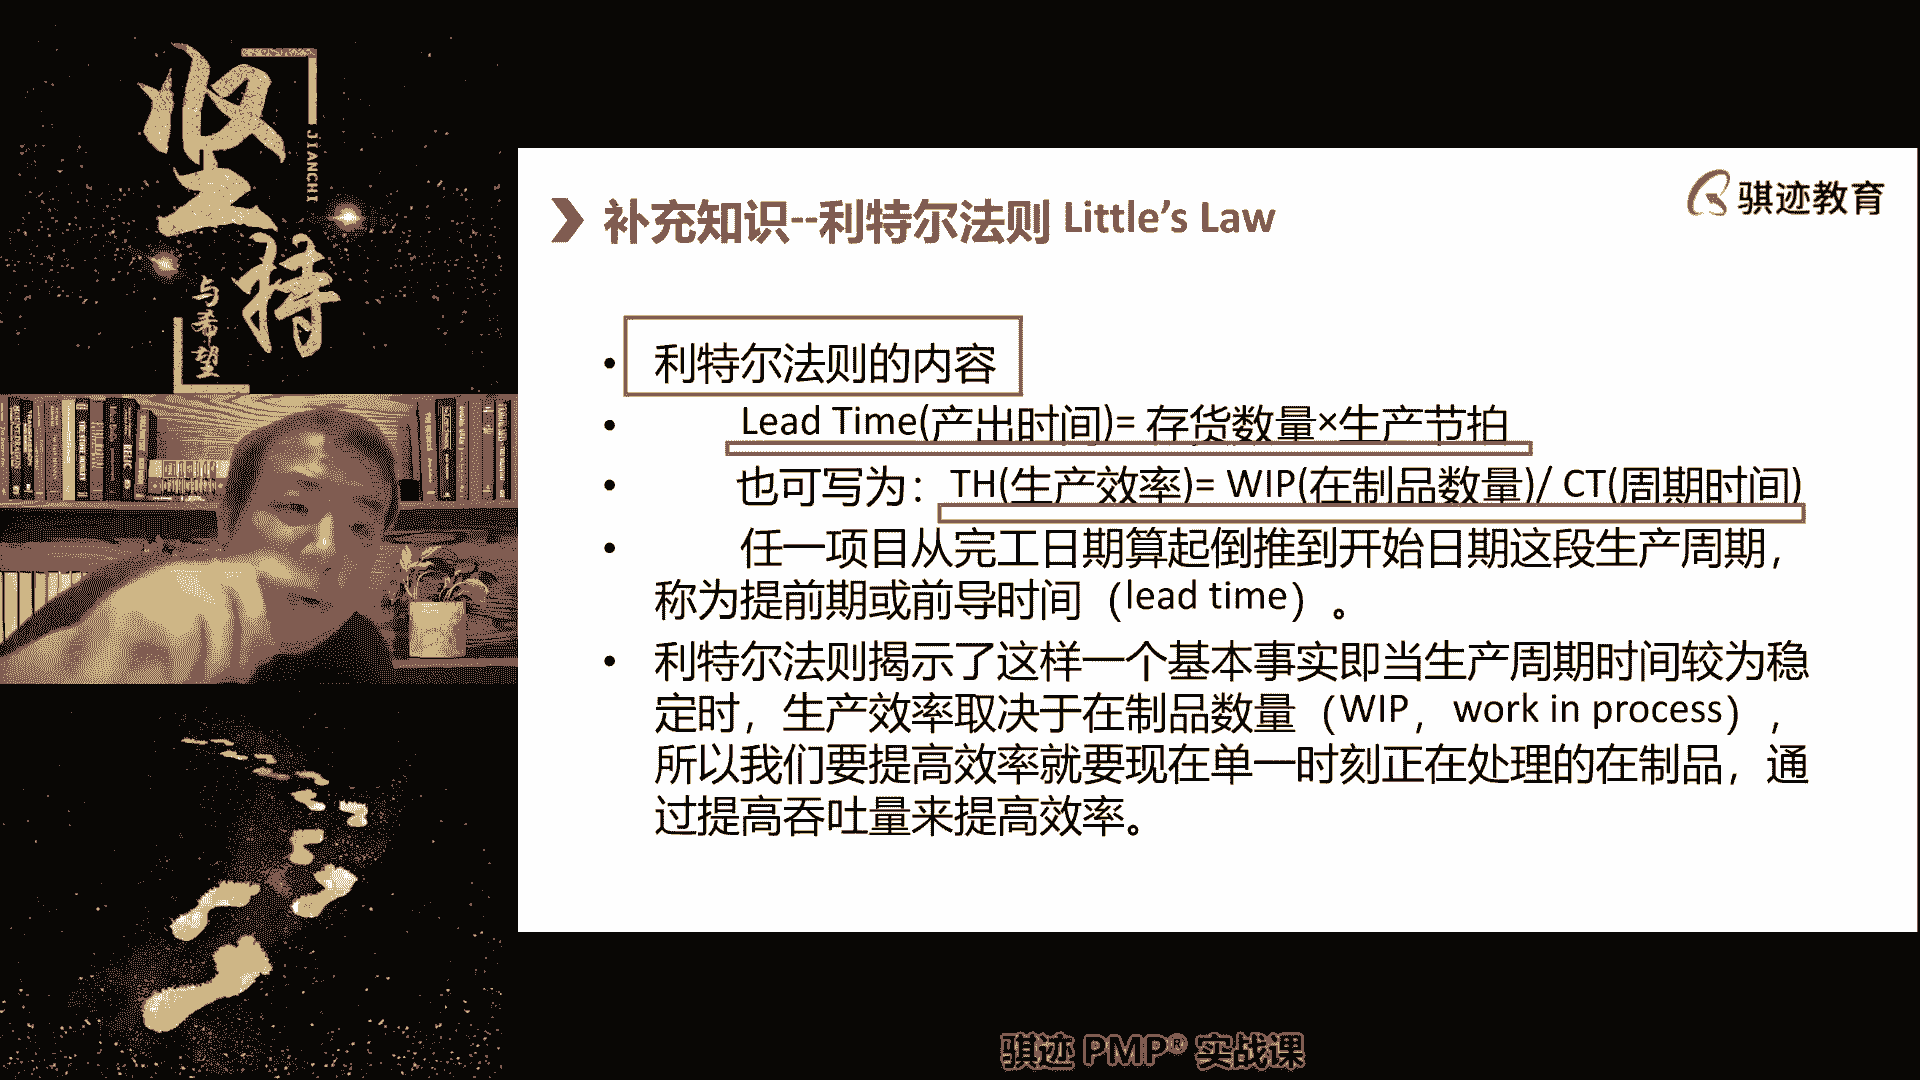 坚持
JIANCHI
与希望
骐迹教育
补充知识--利特尔法则 Little's Law
• 利特尔法则的内容
• Lead Time(产出时间)= 存货数量×生产节拍
• 也可写为：TH(生产效率)= WIP(在制品数量)/ CT(周期时间)
• 任一项目从完工日期算起倒推到开始日期这段生产周期，
称为提前期或前导时间（lead time）。
• 利特尔法则揭示了这样一个基本事实即当生产周期时间较为稳
定时，生产效率取决于在制品数量（WIP，work in process），
所以我们要提高效率就要现在单一时刻正在处理的在制品，通
过提高吞吐量来提高效率。
骐迹 PMP® 实战课